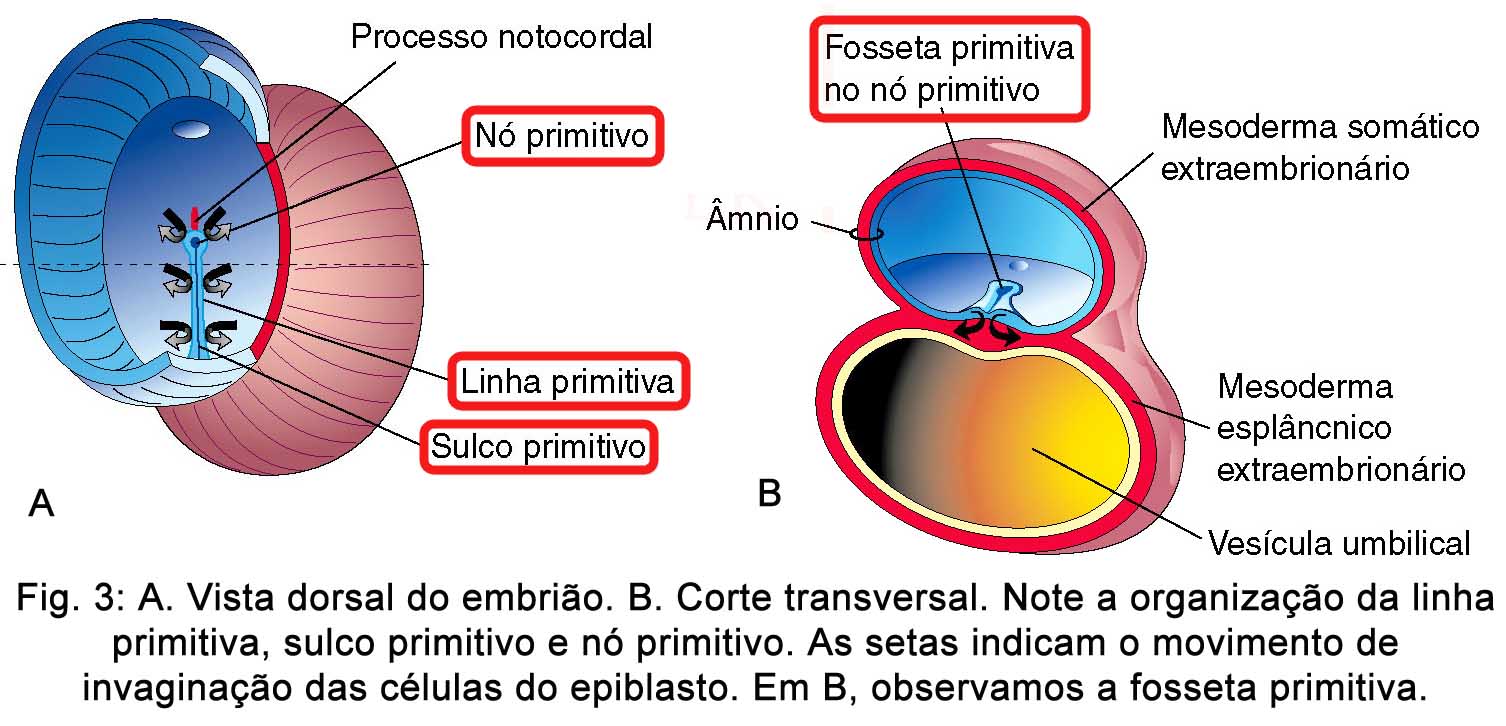 Processo notocordal
Nó primitivo
Linha primitiva
Sulco primitivo
A
Fosseta primitiva
no nó primitivo
Mesoderma somático
extraembrionário
Âmnio
Mesoderma
esplâncnico
extraembrionário
Vesícula umbilical
B
Fig. 3: A. Vista dorsal do embrião. B. Corte transversal. Note a organização da linha
primitiva, sulco primitivo e nó primitivo. As setas indicam o movimento de
invaginação das células do epiblasto. Em B, observamos a fosseta primitiva.